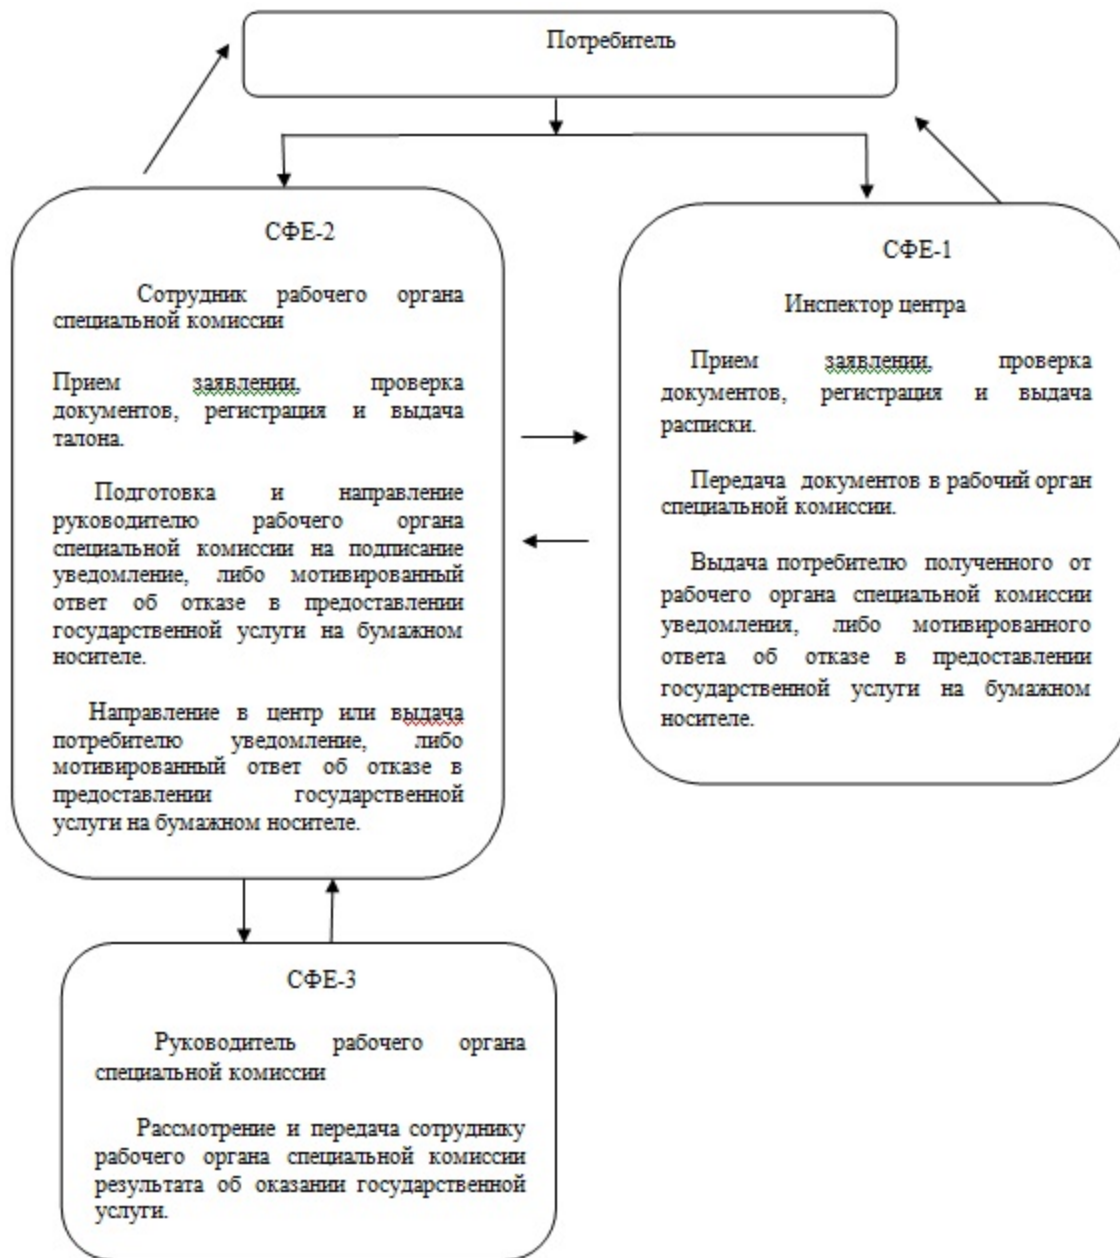 Потребитель
СФЕ-2
Сотрудник рабочего органа
специальной комиссии
Прием заявлении, проверка
документов, регистрация и выдача
талона.
Подготовка и направление
руководителю рабочего органа
специальной комиссии на подписание
уведомление, либо мотивированный
ответ об отказе в предоставлении
государственной услуги на бумажном
носителе.
Направление в центр или выдача
потребителю уведомление, либо
мотивированный ответ об отказе в
предоставлении государственной
услуги на бумажном носителе.
СФЕ-1
Инспектор центра
Прием заявлении, проверка
документов, регистрация и выдача
расписки.
Передача документов в рабочий орган
специальной комиссии.
Выдача потребителю полученного от
рабочего органа специальной комиссии
уведомления, либо мотивированного
ответа об отказе в предоставлении
государственной услуги на бумажном
носителе.
СФЕ-3
Руководитель рабочего органа
специальной комиссии
Рассмотрение и передача сотруднику
рабочего органа специальной комиссии
результата об оказании государственной
услуги.